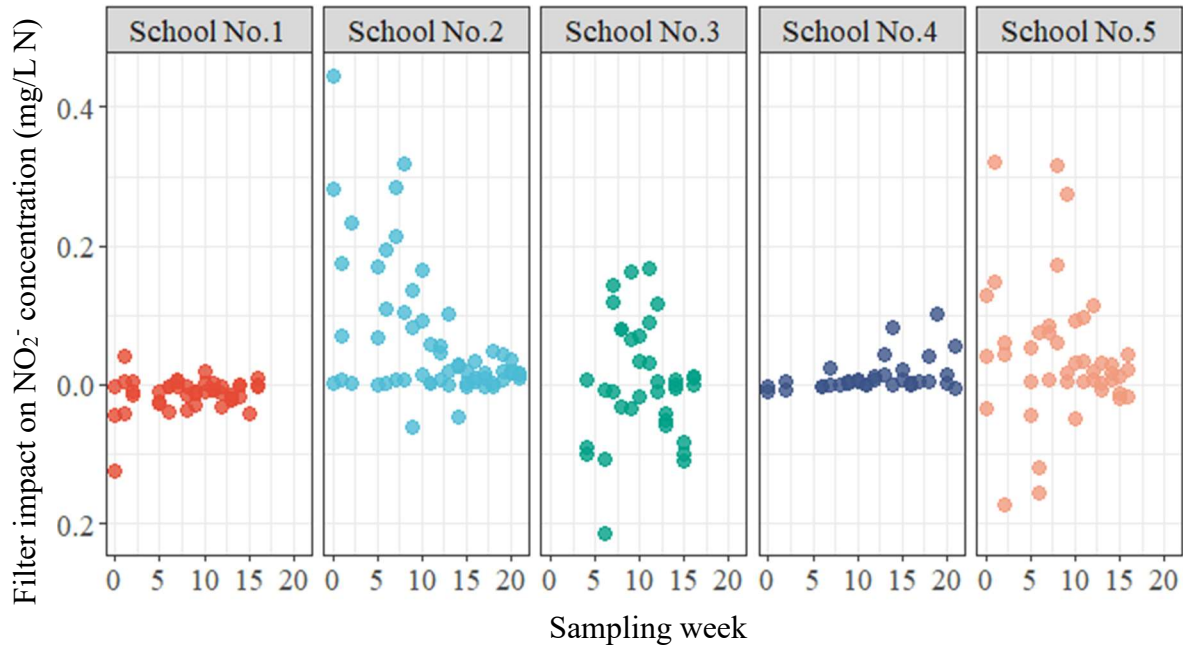 School No.1 School No.2 School No.3 School No.4 School No.5
Filter impact on NO₂⁻ concentration (mg/L N)
0.4
0.2
0.0
0.2
0 5 10 15 20 0 5 10 15 20 0 5 10 15 20 0 5 10 15 20 0 5 10 15 20
Sampling week